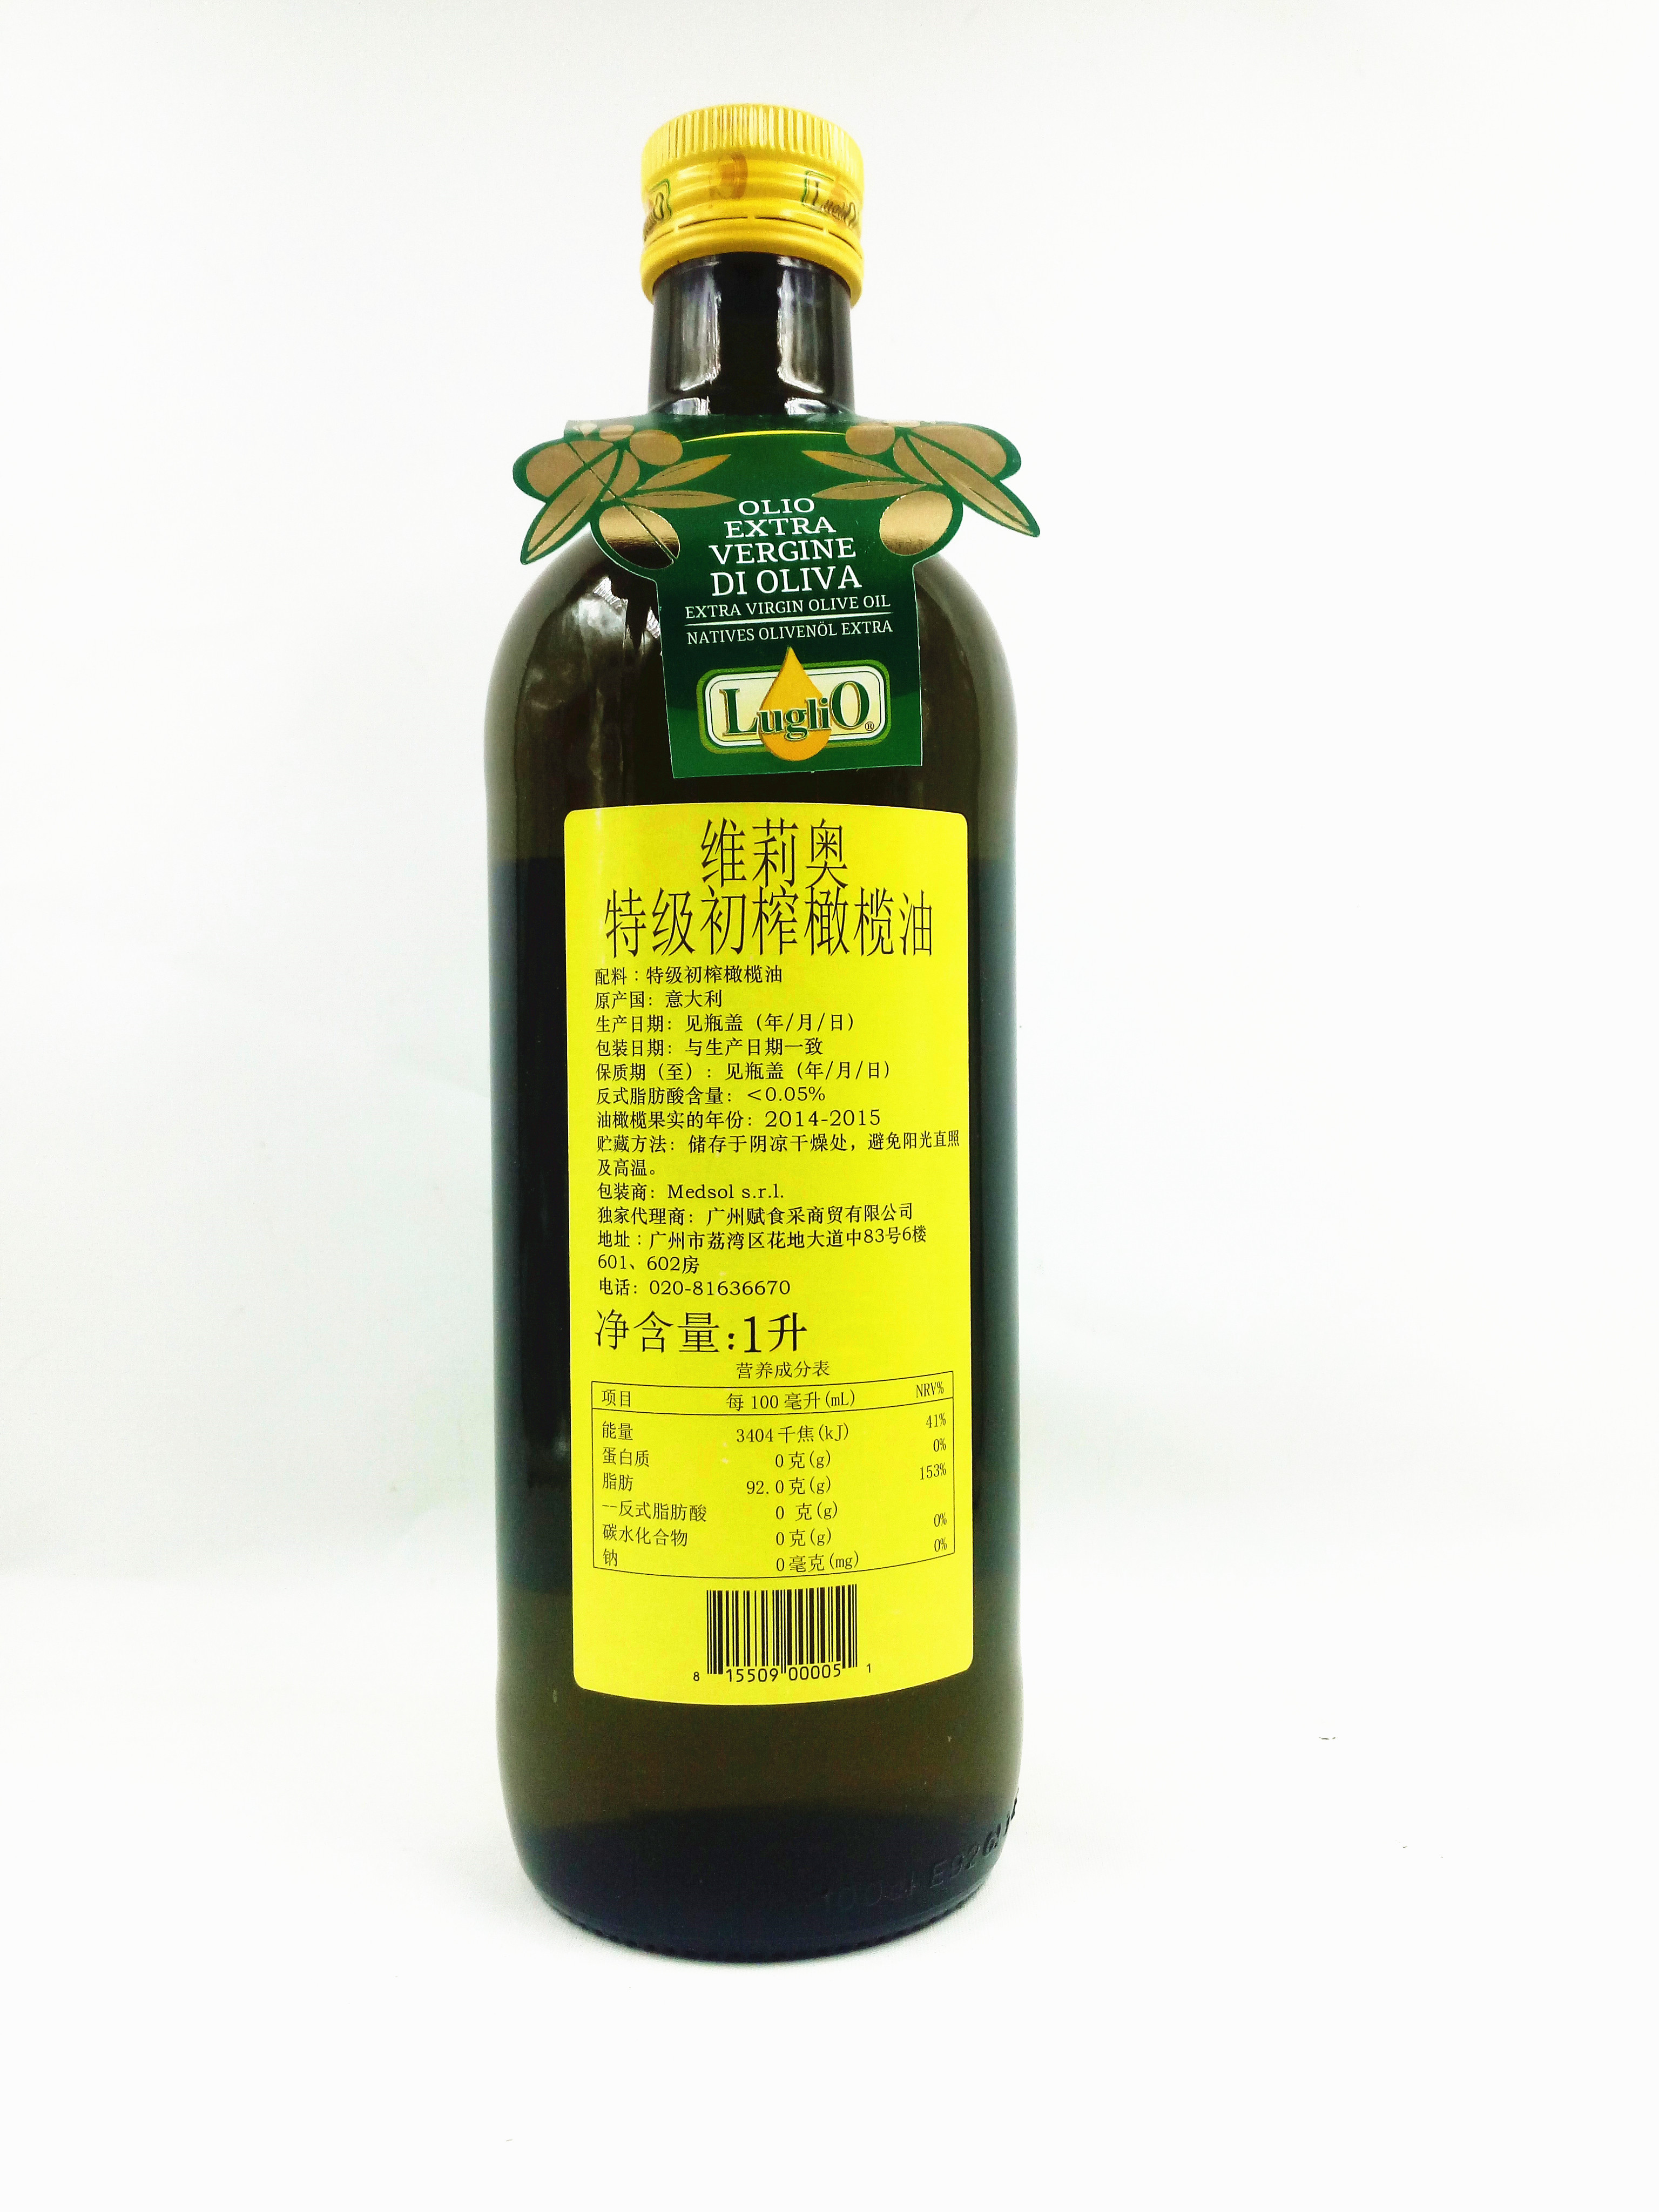 LugliO
OLIO
EXTRA
VERGINE
DI OLIVA
EXTRA VIRGIN OLIVE OIL
NATIVES OLIVENÖL EXTRA
LugliO®
维莉奥
特级初榨橄榄油
配料：特级初榨橄榄油
原产国：意大利
生产日期：见瓶盖（年/月/日）
包装日期：与生产日期一致
保质期（至）：见瓶盖（年/月/日）
反式脂肪酸含量：＜0.05%
油橄榄果实的年份：2014-2015
贮藏方法：储存于阴凉干燥处，避免阳光直照
及高温。
包装商：Medsol s.r.l.
独家代理商：广州赋食采商贸有限公司
地址：广州市荔湾区花地大道中83号6楼
601、602房
电话：020-81636670
净含量:1升
营养成分表
项目 每 100 毫升(mL) NRV%
能量 3404 千焦(kJ) 41%
蛋白质 0 克(g) 0%
脂肪 92.0 克(g) 153%
--反式脂肪酸 0 克(g)
碳水化合物 0 克(g) 0%
钠 0 毫克(mg) 0%
8 15509 00005 1